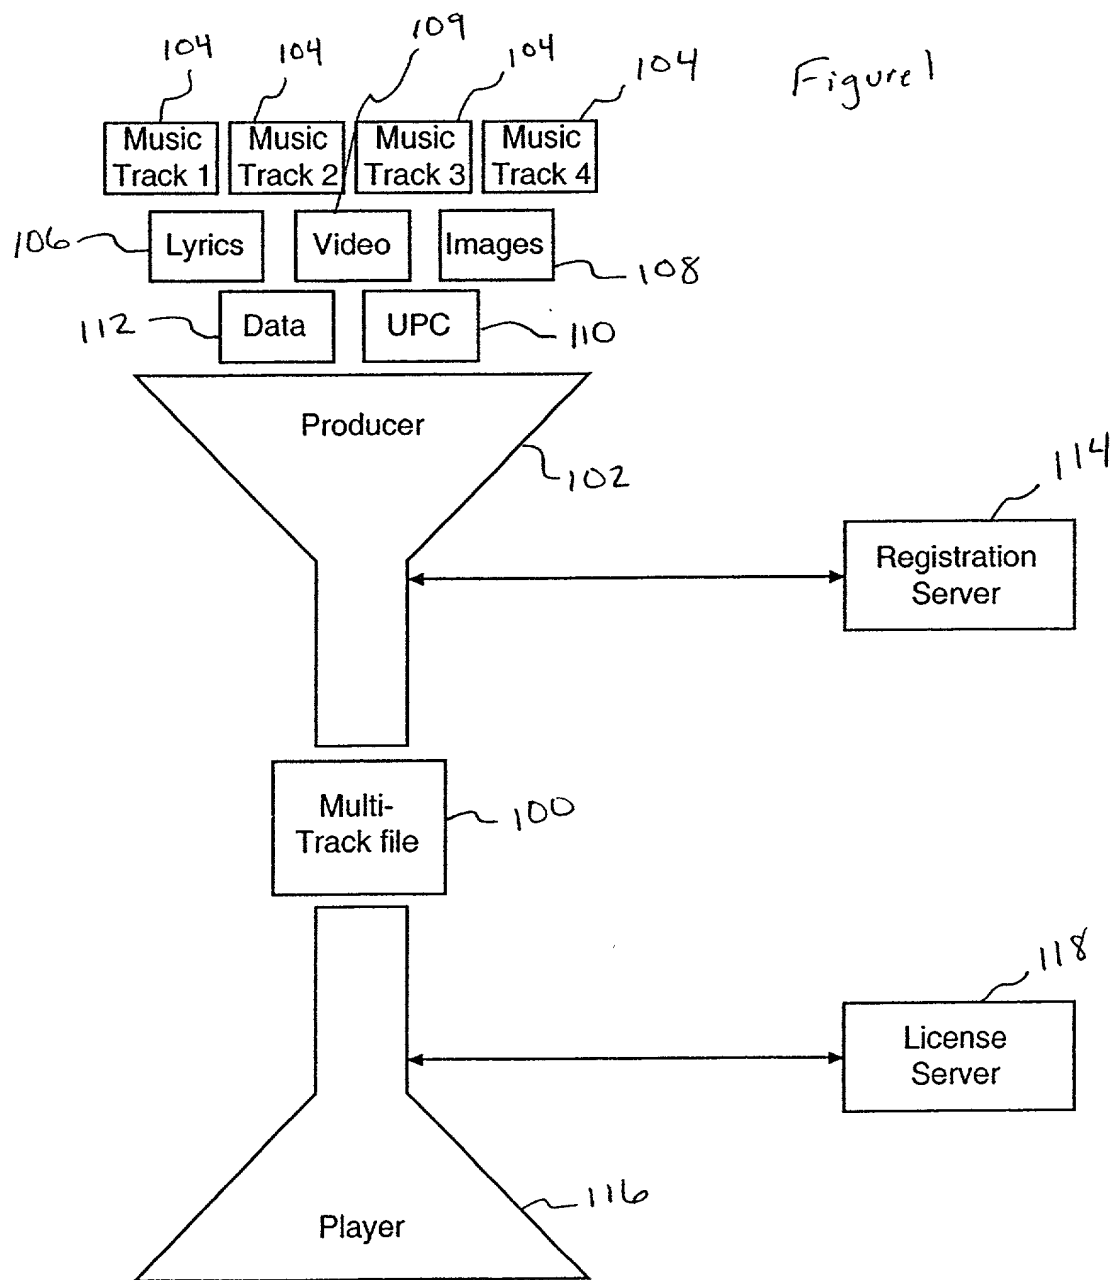 109
104
104
104
104
Figure 1
Music
Track 1
Music
Track 2
Music
Track 3
Music
Track 4
106
Lyrics
Video
Images
108
112
Data
UPC
110
Producer
102
114
Registration
Server
Multi-
Track file
100
118
License
Server
116
Player